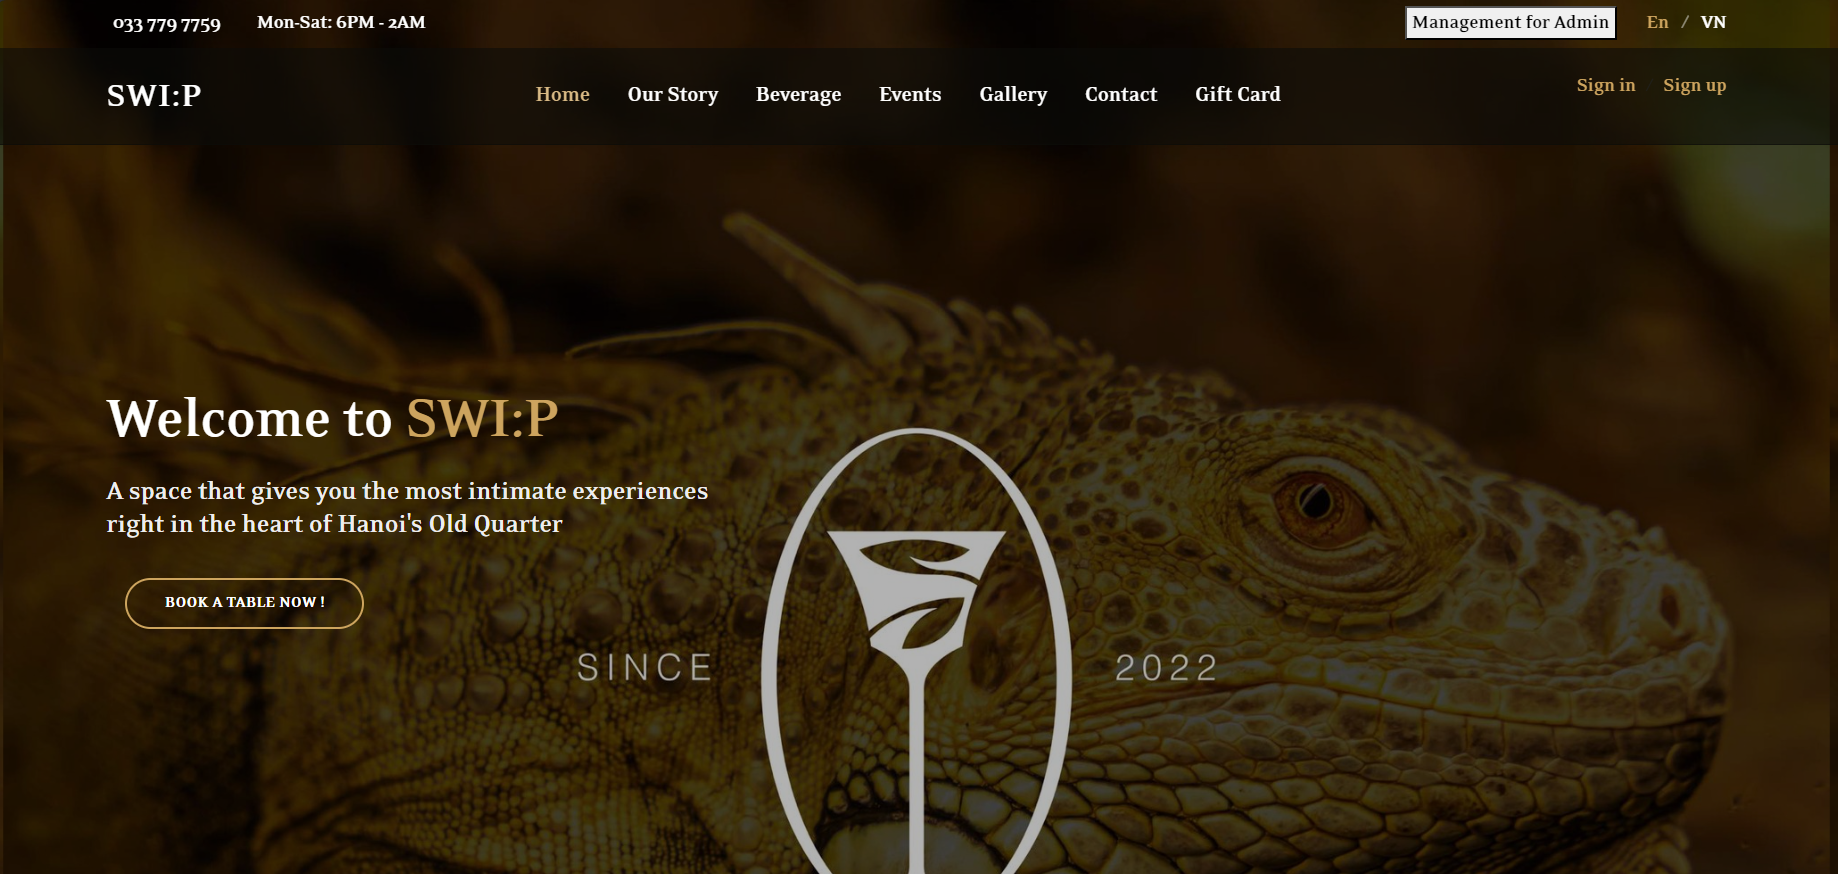 033 779 7759 Mon-Sat: 6PM - 2AM Management for Admin En / VN
SWI:P Home Our Story Beverage Events Gallery Contact Gift Card Sign in Sign up
Welcome to SWI:P
A space that gives you the most intimate experiences
right in the heart of Hanoi's Old Quarter
BOOK A TABLE NOW !
SINCE 2022